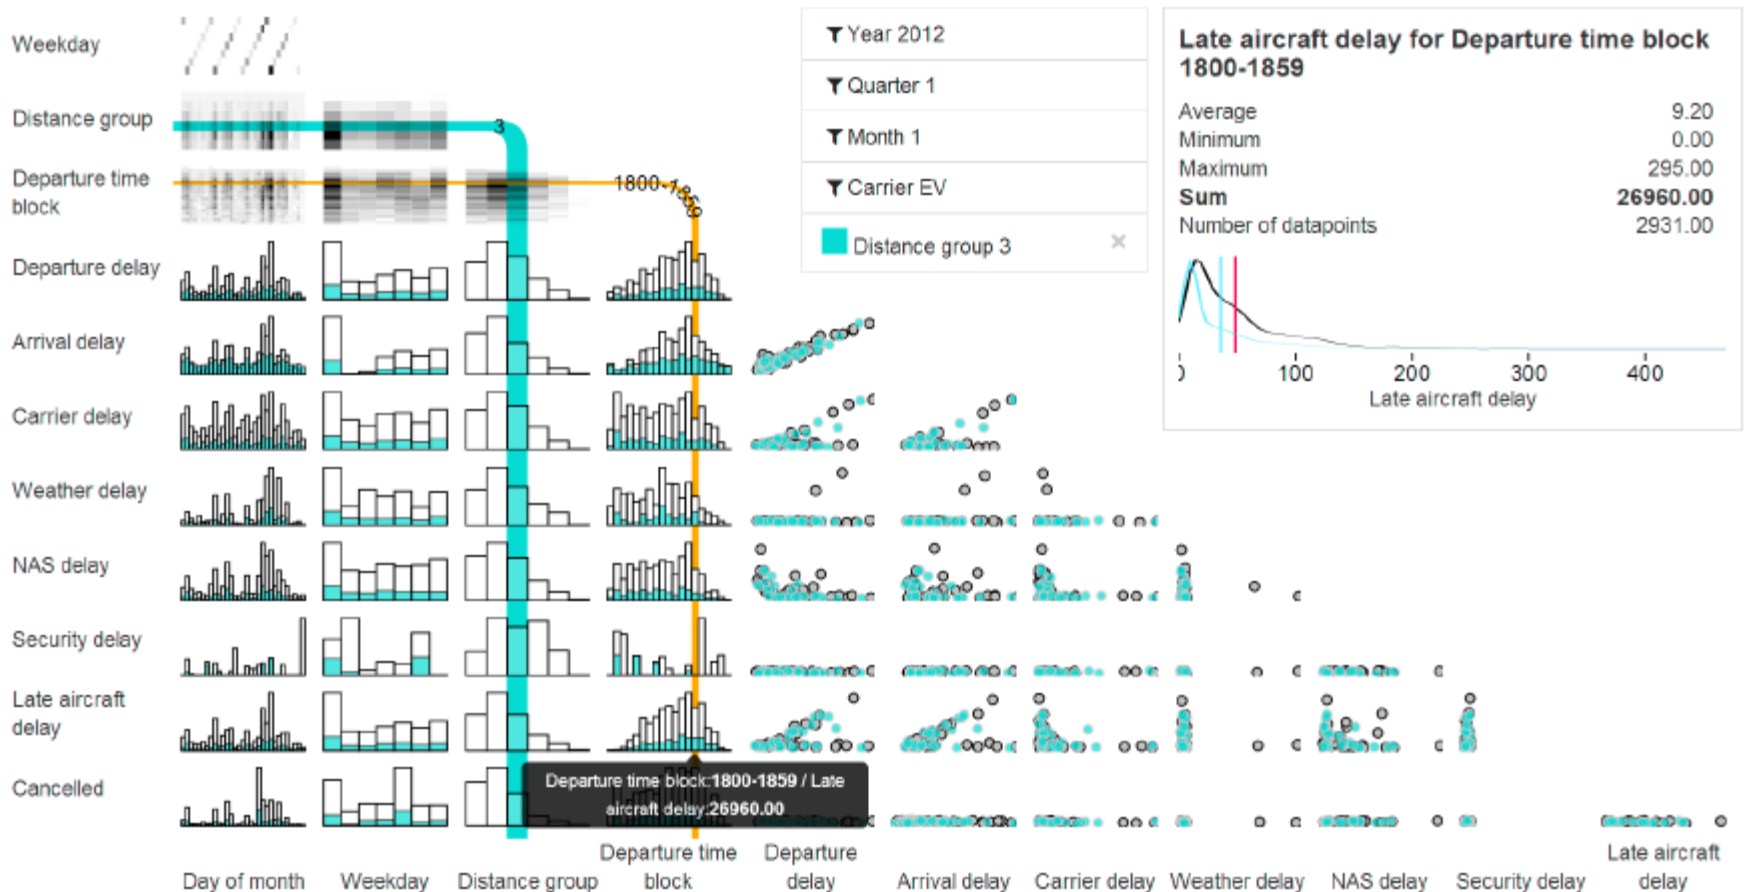 Weekday
Distance group
3
Departure time
block
1800-1859
Departure delay
Arrival delay
Carrier delay
Weather delay
NAS delay
Security delay
Late aircraft
delay
Cancelled
Year 2012
Quarter 1
Month 1
Carrier EV
Distance group 3
Late aircraft delay for Departure time block
1800-1859
Average 9.20
Minimum 0.00
Maximum 295.00
Sum 26960.00
Number of datapoints 2931.00
0 100 200 300 400
Late aircraft delay
Departure time block:1800-1859 / Late
aircraft delay:26960.00
Day of month
Weekday
Distance group
Departure time
block
Departure
delay
Arrival delay
Carrier delay
Weather delay
NAS delay
Security delay
Late aircraft
delay